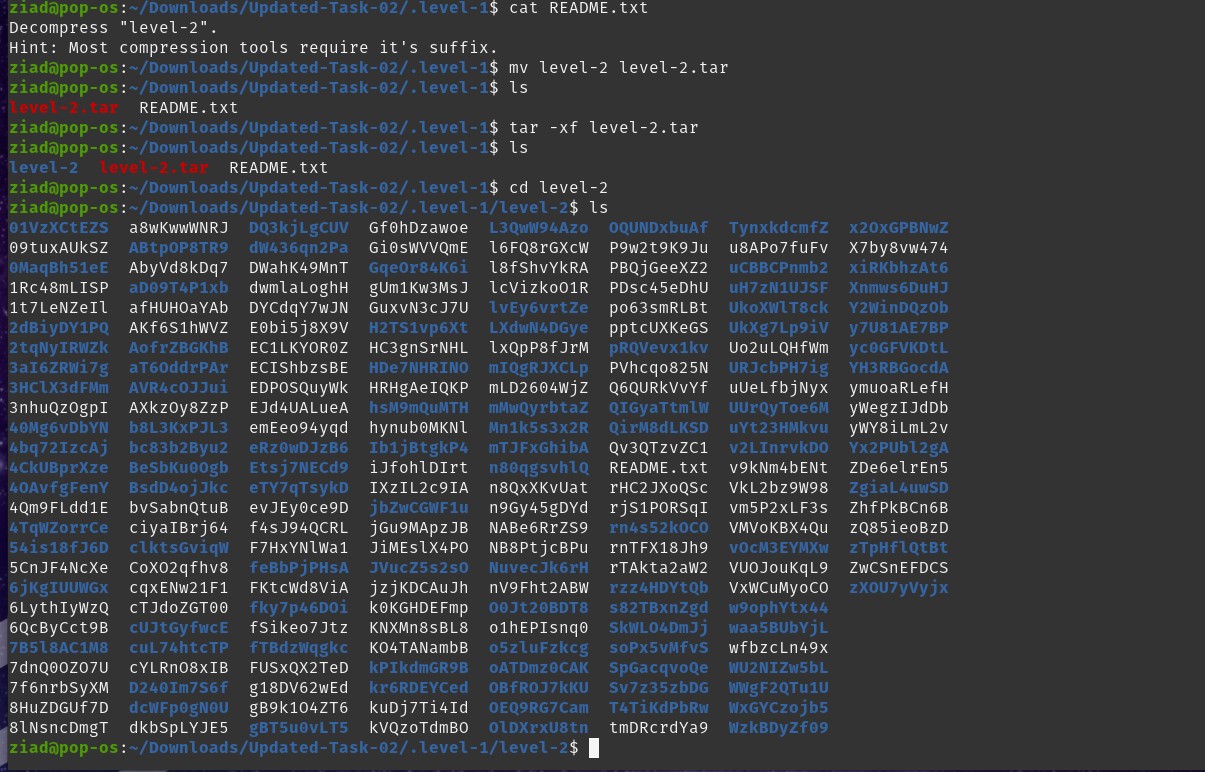 ziad@pop-os:~/Downloads/Updated-Task-02/.level-1$ cat README.txt
Decompress "level-2".
Hint: Most compression tools require it's suffix.
ziad@pop-os:~/Downloads/Updated-Task-02/.level-1$ mv level-2 level-2.tar
ziad@pop-os:~/Downloads/Updated-Task-02/.level-1$ ls
level-2.tar README.txt
ziad@pop-os:~/Downloads/Updated-Task-02/.level-1$ tar -xf level-2.tar
ziad@pop-os:~/Downloads/Updated-Task-02/.level-1$ ls
level-2 level-2.tar README.txt
ziad@pop-os:~/Downloads/Updated-Task-02/.level-1$ cd level-2
ziad@pop-os:~/Downloads/Updated-Task-02/.level-1/level-2$ ls
01VzXCtEZS a8wKwwWNRJ DQ3kjLgCUV Gf0hDzawoe L3QwW94Azo OQUNDxbuAf TynxkdcmfZ x2OxGPBNwZ
09tuxAUkSZ ABtpOP8TR9 dW436qn2Pa Gi0sWVVQmE l6FQ8rGXcW P9w2t9K9Ju u8APo7fuFv X7by8vw474
0MaqBh51eE AbyVd8kDq7 DWahK49MnT GqeOr84K6i l8fShvYkRA PBQjGeeXZ2 uCBBCPnmb2 xiRKbhzAt6
1Rc48mLISP aD09T4P1xb dwmlaLoghH gUm1Kw3MsJ lcVizkoO1R PDsc45eDhU uH7zN1UJSF Xnmws6DuHJ
1t7LeNZeIl afHUHOaYAb DYCdqY7wJN GuxvN3cJ7U lvEy6vrtZe po63smRLBt UkoXWlT8ck Y2WinDQzOb
2dBiyDY1PQ AKf6S1hWVZ E0bi5j8X9V H2TS1vp6Xt LXdwN4DGye pptcUXKeGS UkXg7Lp9iV y7U81AE7BP
2tqNyIRWZk AofrZBGKhB EC1LKYOR0Z HC3gnSrNHL lxQpP8fJrM pRQVevx1kv Uo2uLQHfWm yc0GFVKDtL
3aI6ZRWi7g aT6OddrPAr ECIShbzsBE HDe7NHRINO mIQgRJXCLp PVhcqo825N URJcbPH7ig YH3RBGocdA
3HClX3dFMm AVR4cOJJui EDPOSQuyWk HRHgAeIQKP mLD2604WjZ Q6QURkVvYf uUeLfbjNyx ymuoaRLefH
3nhuQzOgpI AXkzOy8ZzP EJd4UALueA hsM9mQuMTH mMwQyrbtaZ QIGyaTtmlW UUrQyToe6M yWegzIJdDb
40Mg6vDbYN b8L3KxPJL3 emEeo94yqd hynub0MKNl Mn1k5s3x2R QirM8dLKSD uYt23HMkvu yWY8iLmL2v
4bq72IzcAj bc83b2Byu2 eRz0wDJzB6 Ib1jBtgkP4 mTJFxGhibA Qv3QTzvZC1 v2LInrvkDO Yx2PUbl2gA
4CkUBprXze BeSbKu0Ogb Etsj7NECd9 iJfohlDIrt n80qgsvhlQ README.txt v9kNm4bENt ZDe6elrEn5
4OAvfgFenY BsdD4ojJkc eTY7qTsykD IXzIL2c9IA n8QxXKvUat rHC2JXoQSc VkL2bz9W98 ZgiaL4uwSD
4Qm9FLdd1E bvSabnQtuB evJEy0ce9D jbZwCGWF1u n9Gy45gDYd rjS1PORSqI vm5P2xLF3s ZhfPkBCn6B
4TqWZorrCe ciyaIBrj64 f4sJ94QCRL jGu9MApzJB NABe6RrZS9 rn4s52kOCO VMVoKBX4Qu zQ85ieoBzD
54is18fJ6D clktsGviqW F7HxYNlWa1 JiMEslX4PO NB8PtjcBPu rnTFX18Jh9 vOcM3EYMXw zTpHflQtBt
5CnJF4NcXe CoXO2qfhv8 feBbPjPHsA JVucZ5s2sO NuvecJk6rH rTAkta2aW2 VUOJouKqL9 ZwCSnEFDCS
6jKgIUUWGx cqxENw21F1 FKtcWd8ViA jzjKDCAuJh nV9Fht2ABW rzz4HDYtQb VxWCuMyoCO zXOU7yVyjx
6LythIyWzQ cTJdoZGT00 fky7p46DOi k0KGHDEFmp O0Jt20BDT8 s82TBxnZgd w9ophYtx44
6QcByCct9B cUJtGyfwcE fSikeo7Jtz KNXMn8sBL8 o1hEPIsnq0 SkWLO4DmJj waa5BUbYjL
7B5l8AC1M8 cuL74htcTP fTBdzWqgkc KO4TANambB o5zluFzkcg soPx5vMfvS wfbzcLn49x
7dnQ0OZO7U cYLRnO8xIB FUSxQX2TeD kPIkdmGR9B oATDmz0CAK SpGacqvoQe WU2NIZw5bL
7f6nrbSyXM D240Im7S6f g18DV62wEd kr6RDEYCed OBfROJ7kKU Sv7z35zbDG WWgF2QTu1U
8HuZDGUf7D dcWFp0gN0U gB9k1O4ZT6 kuDj7Ti4Id OEQ9RG7Cam T4TiKdPbRw WxGYCzojb5
8lNsncDmgT dkbSpLYJE5 gBT5u0vLT5 kVQzoTdmBO OlDXrxU8tn tmDRcrdYa9 WzkBDyZf09
ziad@pop-os:~/Downloads/Updated-Task-02/.level-1/level-2$